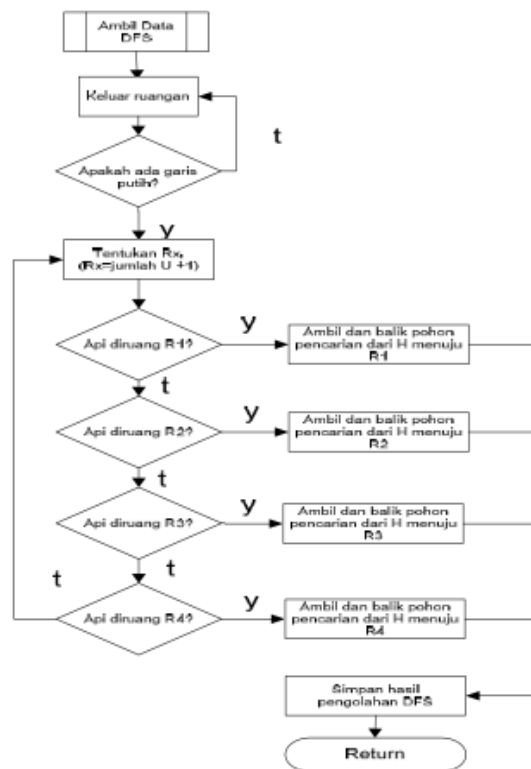 Ambil Data
DFS
Keluar ruangan
t
Apakah ada garis
putih?
y
Tentukan Rx,
(Rx=jumlah U +1)
Api diruang R1?
y
Ambil dan balik pohon
pencarian dari H menuju
R1
t
Api diruang R2?
y
Ambil dan balik pohon
pencarian dari H menuju
R2
t
Api diruang R3?
y
Ambil dan balik pohon
pencarian dari H menuju
R3
t
t
Api diruang R4?
y
Ambil dan balik pohon
pencarian dari H menuju
R4
Simpan hasil
pengolahan DFS
Return